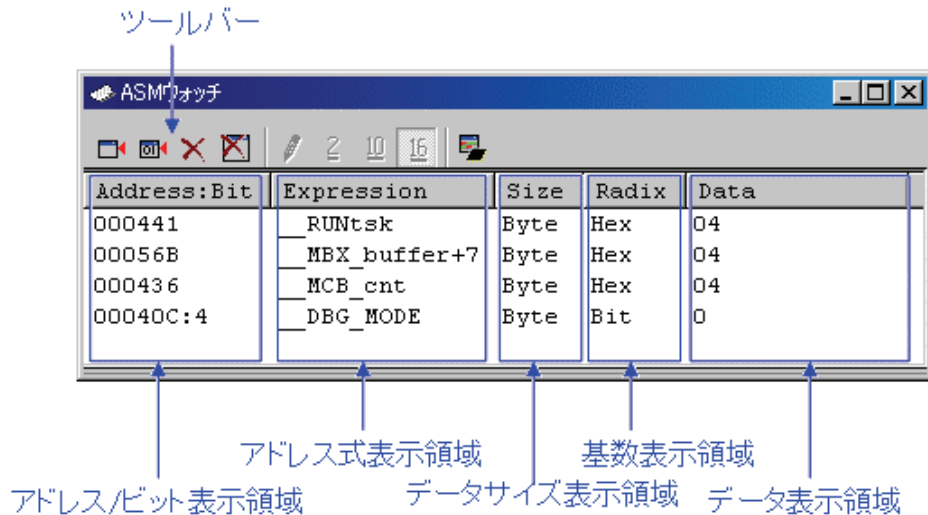 ツールバー
ASMウォッチ
01 2 10 16
Address:Bit Expression Size Radix Data
000441 __RUNtsk Byte Hex 04
00056B __MBX_buffer+7 Byte Hex 04
000436 __MCB_cnt Byte Hex 04
00040C:4 __DBG_MODE Byte Bit 0
アドレス式表示領域 基数表示領域
アドレス/ビット表示領域 データサイズ表示領域 データ表示領域